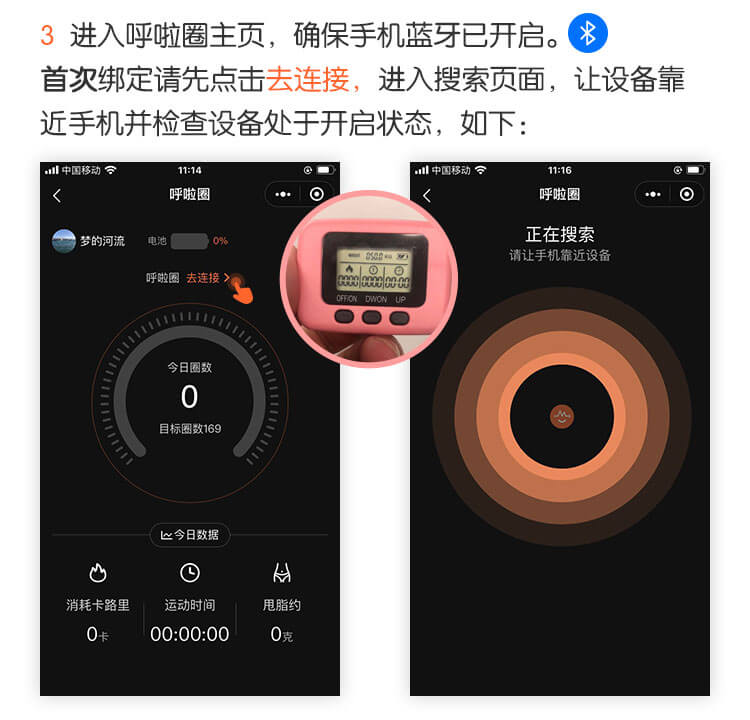 3 进入呼啦圈主页，确保手机蓝牙已开启。
首次绑定请先点击去连接，进入搜索页面，让设备靠
近手机并检查设备处于开启状态，如下：
中国移动 11:14
呼啦圈
梦的河流 电池 0%
呼啦圈 去连接
今日圈数
0
目标圈数169
今日数据
消耗卡路里 运动时间 甩脂约
0卡 00:00:00 0克
OFF/ON DWON UP
中国移动 11:16
呼啦圈
正在搜索
请让手机靠近设备